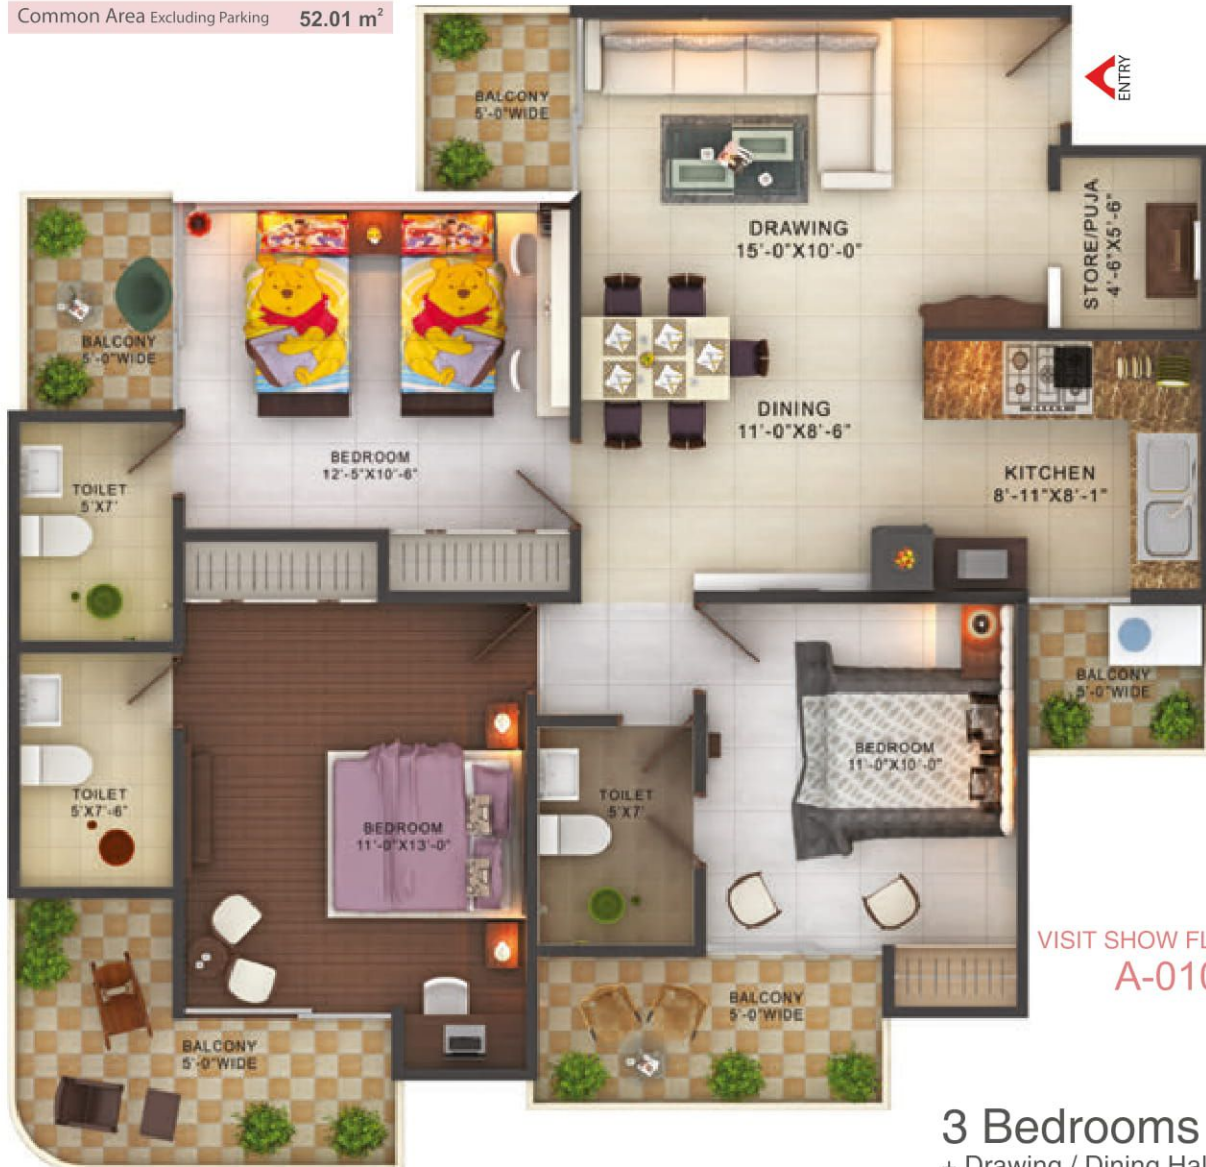 Common Area Excluding Parking 52.01 m²
ENTRY
BALCONY
5'-0"WIDE
DRAWING
15'-0"X10'-0"
STORE/PUJA
4'-6"X5'-6"
BALCONY
5'-0"WIDE
DINING
11'-0"X8'-6"
BEDROOM
12'-5"X10'-6"
KITCHEN
8'-11"X8'-1"
TOILET
5'X7'
BALCONY
5'-0"WIDE
BEDROOM
11'-0"X10'-0"
TOILET
5'X7'-6"
TOILET
5'X7'
BEDROOM
11'-0"X13'-0"
VISIT SHOW
A-010
BALCONY
5'-0"WIDE
BALCONY
5'-0"WIDE
3 Bedrooms
+ Drawing / Dining